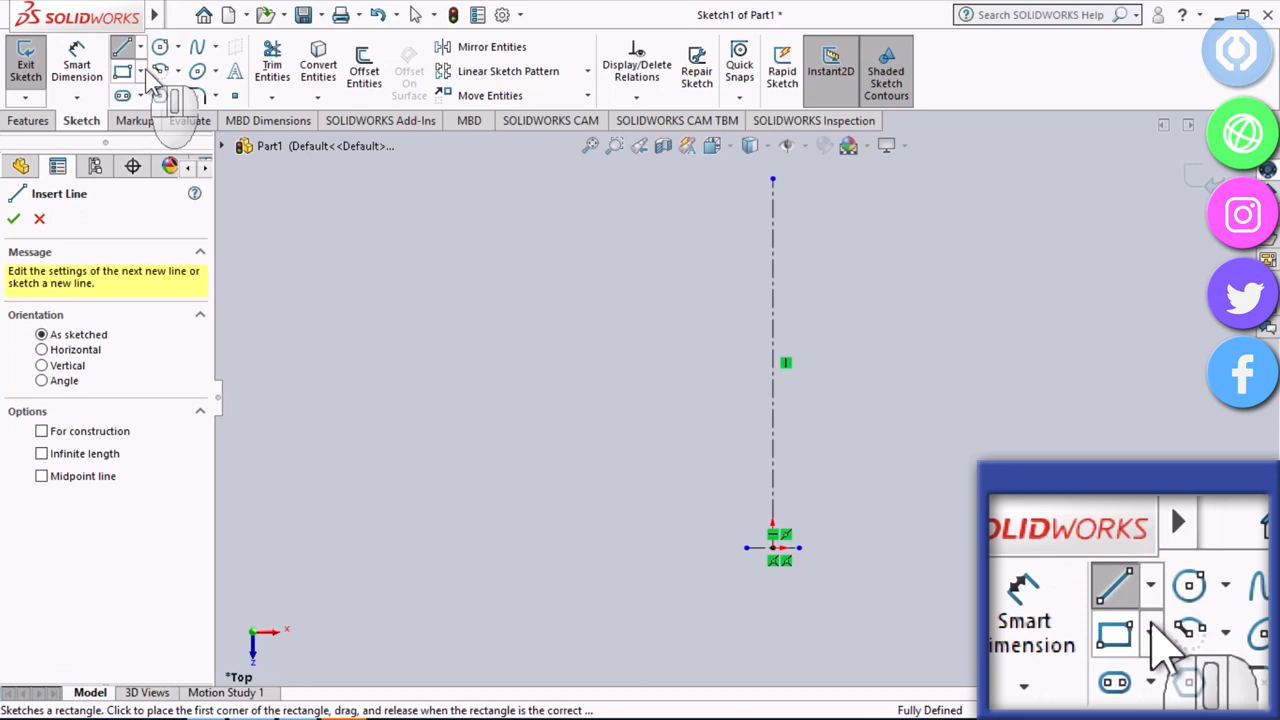 SOLIDWORKS
Sketch1 of Part1 *
Search SOLIDWORKS Help
Exit Sketch
Smart Dimension
Trim Entities
Convert Entities
Offset Entities
Offset On Surface
Mirror Entities
Linear Sketch Pattern
Move Entities
Display/Delete Relations
Repair Sketch
Quick Snaps
Rapid Sketch
Instant2D
Shaded Sketch Contours
Features
Sketch
Markup
Evaluate
MBD Dimensions
SOLIDWORKS Add-Ins
MBD
SOLIDWORKS CAM
SOLIDWORKS CAM TBM
SOLIDWORKS Inspection
Part1 (Default<<Default>...
Insert Line
Message
Edit the settings of the next new line or
sketch a new line.
Orientation
As sketched
Horizontal
Vertical
Angle
Options
For construction
Infinite length
Midpoint line
x
z
*Top
OLIDWORKS
Smart
imension
Model
3D Views
Motion Study 1
Sketches a rectangle. Click to place the first corner of the rectangle, drag, and release when the rectangle is the correct ...
Fully Defined